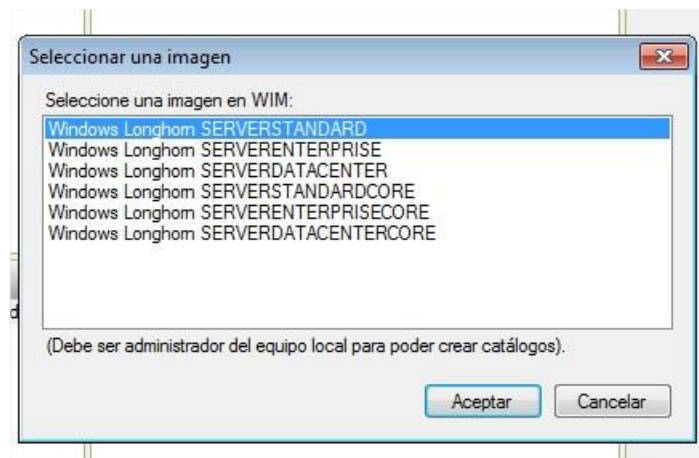 Seleccionar una imagen
Seleccione una imagen en WIM:
Windows Longhorn SERVERSTANDARD
Windows Longhorn SERVERENTERPRISE
Windows Longhorn SERVERDATACENTER
Windows Longhorn SERVERSTANDARDCORE
Windows Longhorn SERVERENTERPRISECORE
Windows Longhorn SERVERDATACENTERCORE
(Debe ser administrador del equipo local para poder crear catálogos).
Aceptar Cancelar